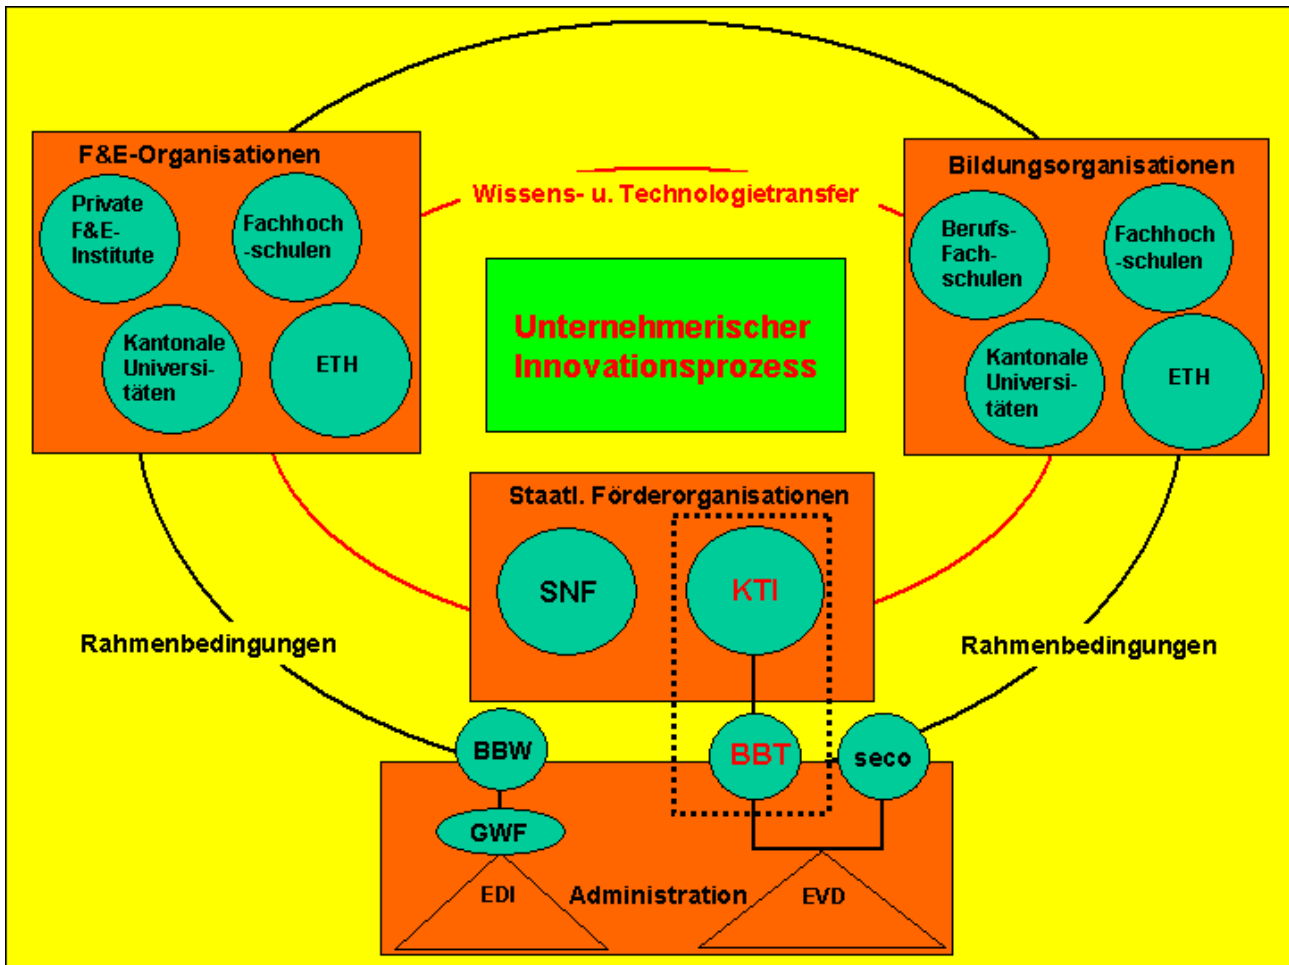 F&E-Organisationen
Private
F&E-
Institute
Fachhoch
-schulen
Kantonale
Universi-
täten
ETH
Wissens- u. Technologietransfer
Bildungsorganisationen
Berufs-
Fach-
schulen
Fachhoch
-schulen
Kantonale
Universi-
täten
ETH
Unternehmerischer
Innovationsprozess
Staatl. Förderorganisationen
SNF
KTI
Rahmenbedingungen
Rahmenbedingungen
BBW
BBT
seco
GWF
EDI
Administration
EVD